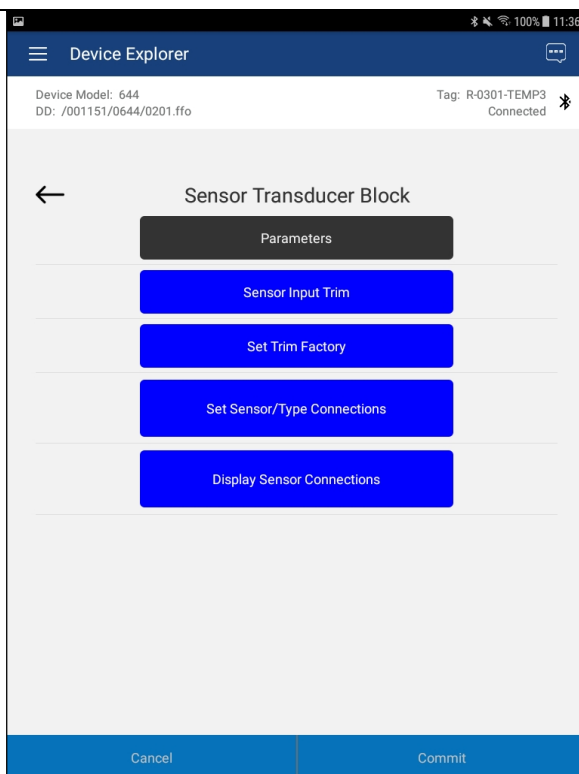 100% 11:36
Device Explorer
Device Model: 644
Tag: R-0301-TEMP3
DD: /001151/0644/0201.ffo
Connected
Sensor Transducer Block
Parameters
Sensor Input Trim
Set Trim Factory
Set Sensor/Type Connections
Display Sensor Connections
Cancel
Commit